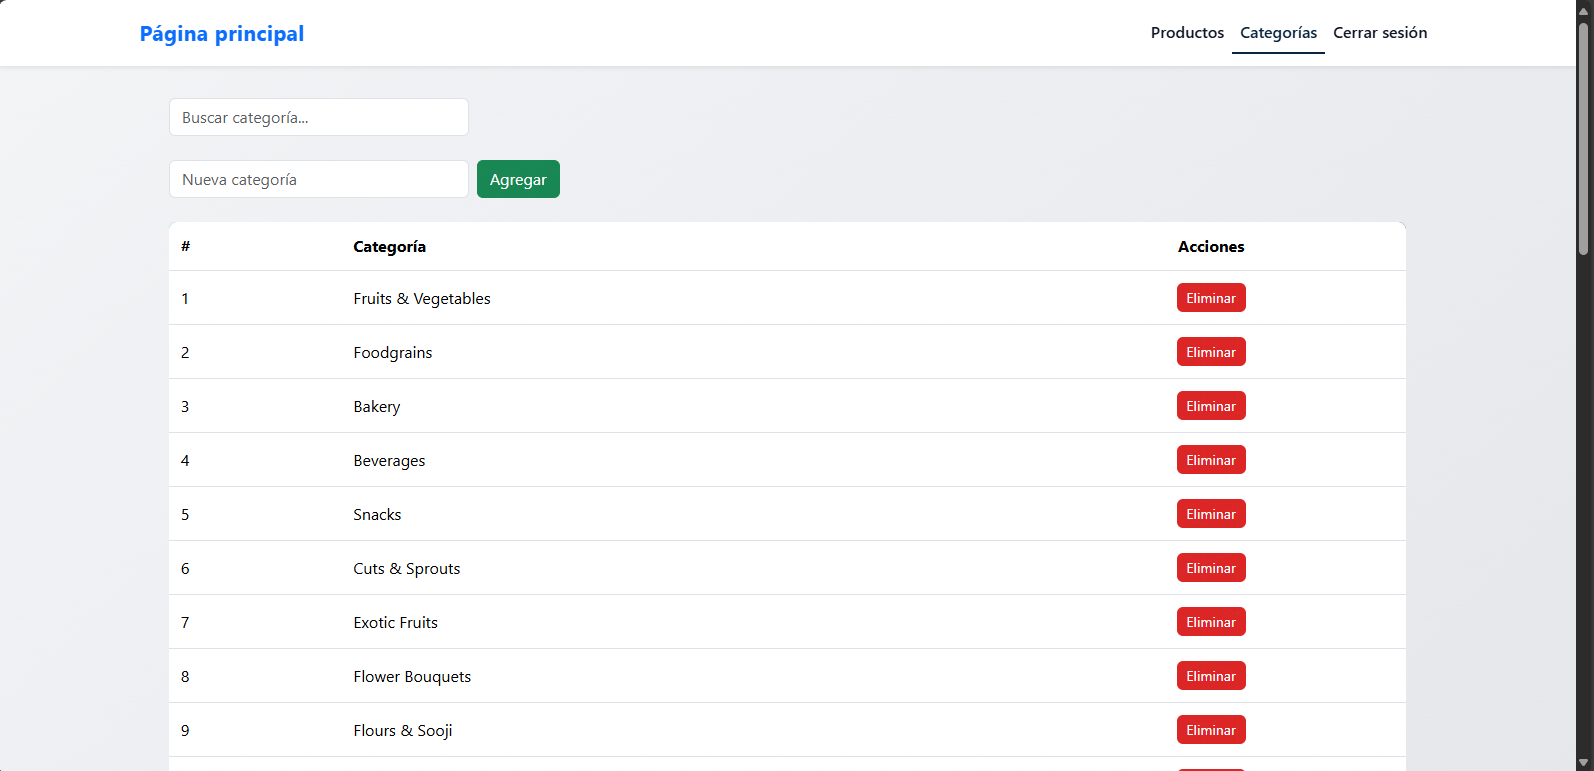 Página principal Productos Categorías Cerrar sesión
Buscar categoría...
Nueva categoría Agregar
# Categoría Acciones
1 Fruits & Vegetables Eliminar
2 Foodgrains Eliminar
3 Bakery Eliminar
4 Beverages Eliminar
5 Snacks Eliminar
6 Cuts & Sprouts Eliminar
7 Exotic Fruits Eliminar
8 Flower Bouquets Eliminar
9 Flours & Sooji Eliminar